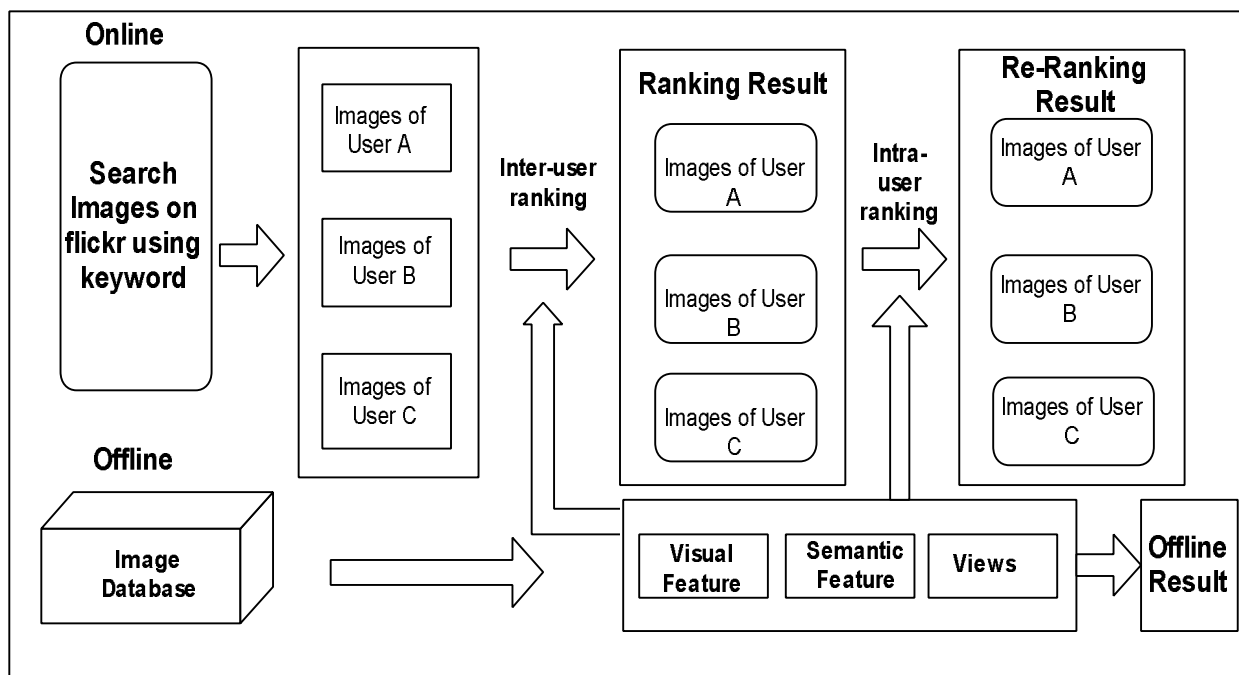 Online
Search
Images on
flickr using
keyword
Images of
User A
Images of
User B
Images of
User C
Inter-user
ranking
Ranking Result
Images of User
A
Images of User
B
Images of User
C
Intra-
user
ranking
Re-Ranking
Result
Images of User
A
Images of User
B
Images of User
C
Offline
Image
Database
Visual
Feature
Semantic
Feature
Views
Offline
Result